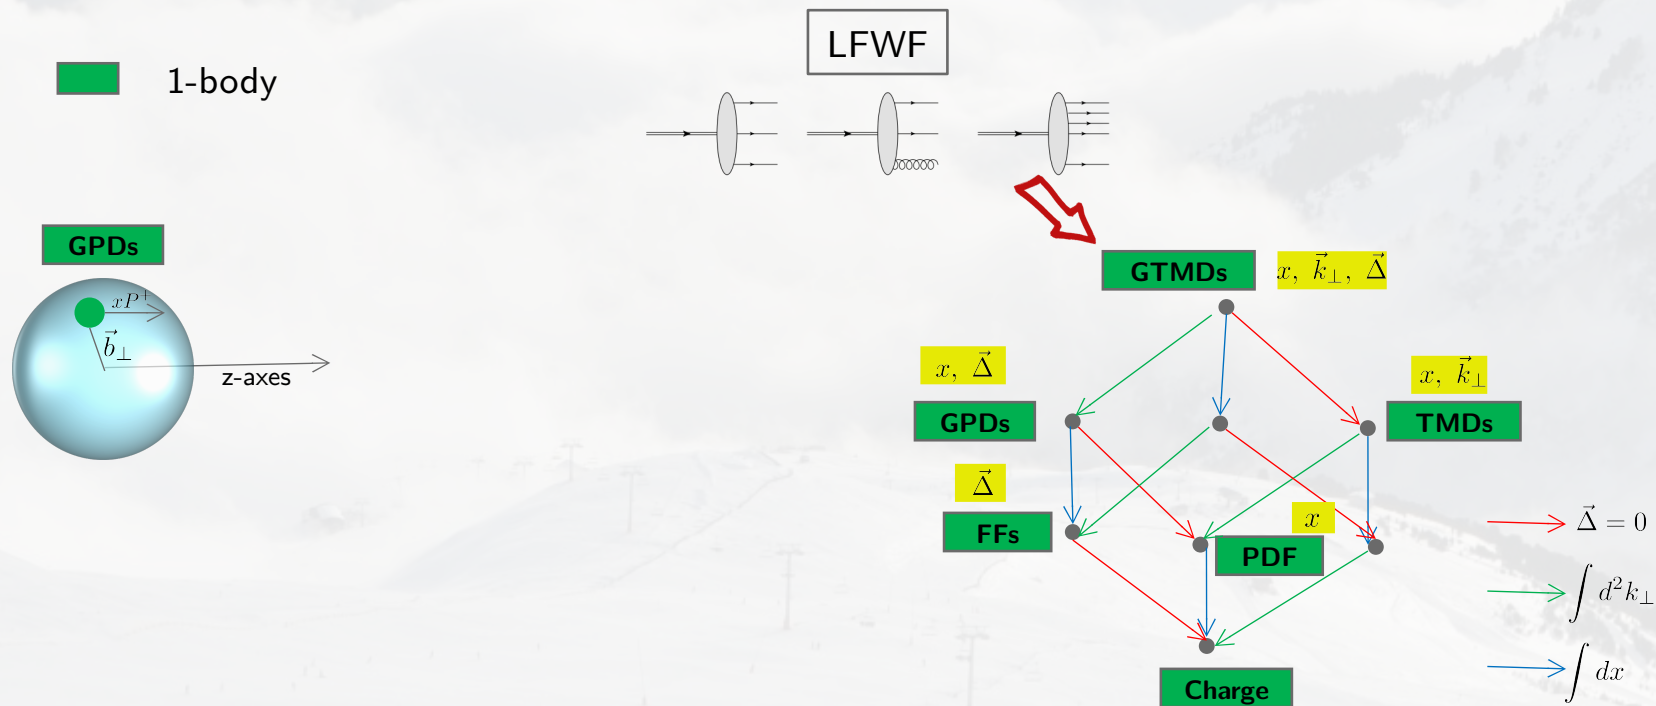 LFWF
1-body
GPDs
xP⁺
b⃗⊥
z-axes
GTMDs
x, k⃗⊥, Δ⃗
x, Δ⃗
GPDs
x, k⃗⊥
TMDs
Δ⃗
FFs
x
PDF
Charge
Δ⃗ = 0
∫ d²k⊥
∫ dx